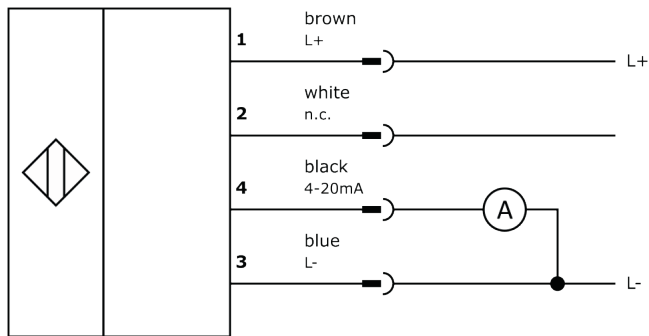 brown
1 L+ L+
white
2 n.c.
black
4 4-20mA A
blue
3 L- L-